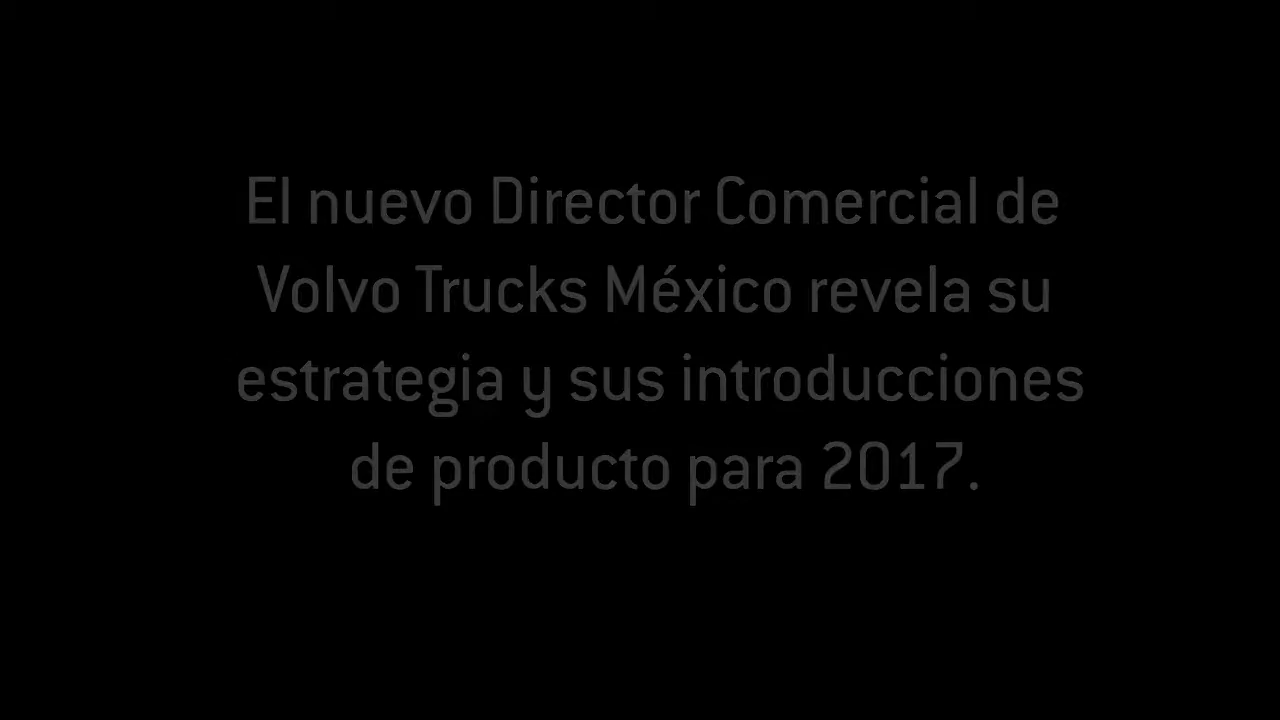 El nuevo Director Comercial de
Volvo Trucks México revela su
estrategia y sus introducciones
de producto para 2017.